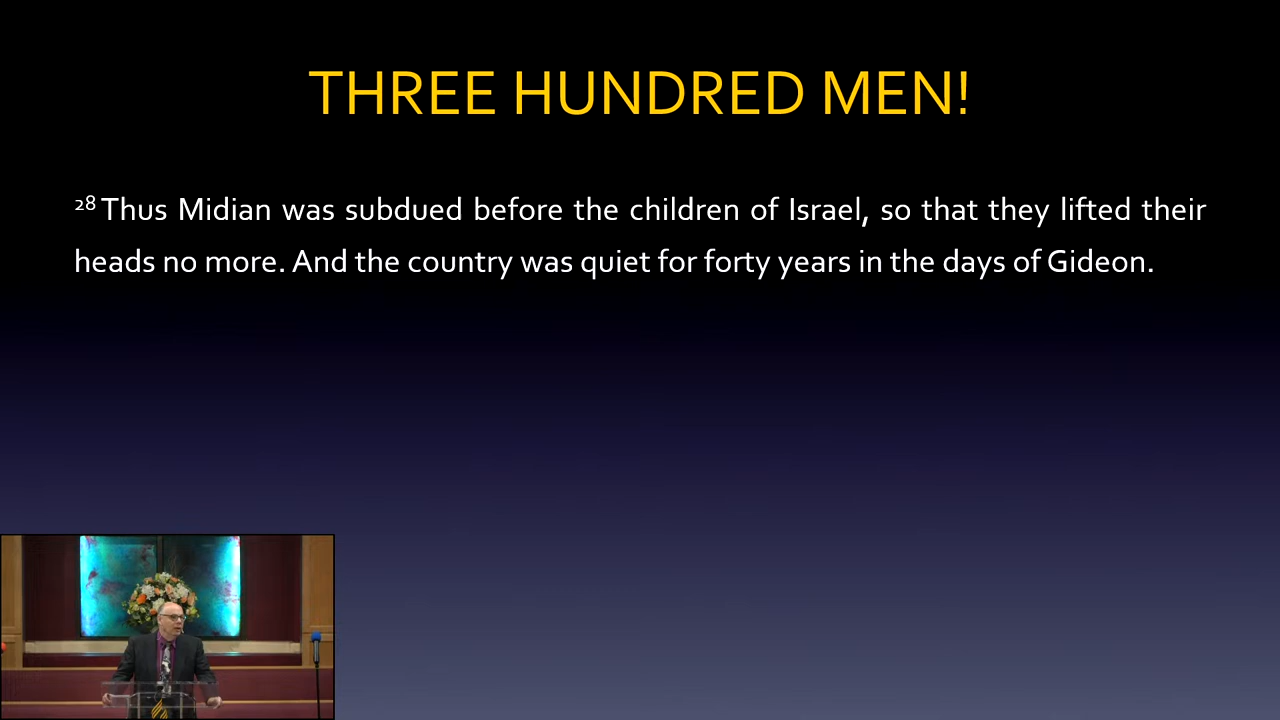 THREE HUNDRED MEN!
28 Thus Midian was subdued before the children of Israel, so that they lifted their
heads no more. And the country was quiet for forty years in the days of Gideon.